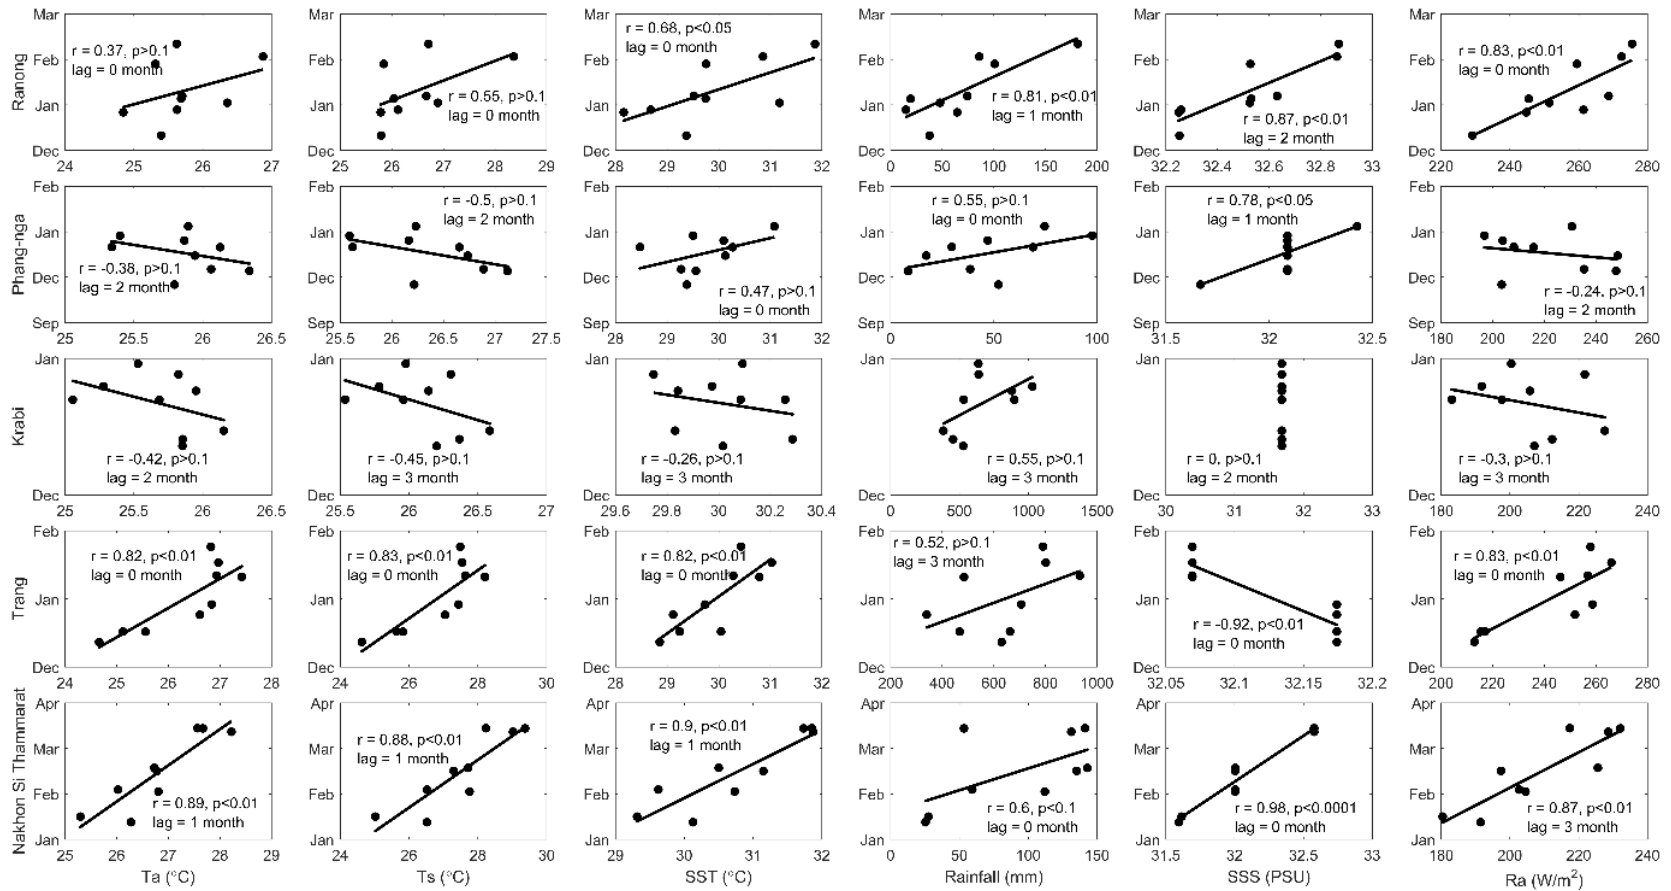 Ranong
Mar
Feb
Jan
Dec
r = 0.37, p>0.1
lag = 0 month
24 25 26 27
r = 0.55, p>0.1
lag = 0 month
25 26 27 28 29
r = 0.68, p<0.05
lag = 0 month
28 29 30 31 32
r = 0.81, p<0.01
lag = 1 month
0 50 100 150 200
r = 0.87, p<0.01
lag = 2 month
32.2 32.4 32.6 32.8 33
r = 0.83, p<0.01
lag = 0 month
220 240 260 280
Phang-nga
Feb
Jan
Dec
Sep
r = -0.38, p>0.1
lag = 2 month
25 25.5 26 26.5
r = -0.5, p>0.1
lag = 2 month
25.5 26 26.5 27 27.5
r = 0.47, p>0.1
lag = 0 month
28 29 30 31 32
r = 0.55, p>0.1
lag = 0 month
0 50 100
r = 0.78, p<0.05
lag = 1 month
31.5 32 32.5
r = -0.24, p>0.1
lag = 2 month
180 200 220 240 260
Krabi
Jan
Dec
r = -0.42, p>0.1
lag = 2 month
25 25.5 26 26.5
r = -0.45, p>0.1
lag = 3 month
25.5 26 26.5 27
r = -0.26, p>0.1
lag = 3 month
29.6 29.8 30 30.2 30.4
r = 0.55, p>0.1
lag = 3 month
0 500 1000 1500
r = 0, p>0.1
lag = 2 month
30 31 32 33
r = -0.3, p>0.1
lag = 3 month
180 200 220 240
Trang
Feb
Jan
Dec
r = 0.82, p<0.01
lag = 0 month
24 25 26 27 28
r = 0.83, p<0.01
lag = 0 month
24 26 28 30
r = 0.82, p<0.01
lag = 0 month
28 29 30 31 32
r = 0.52, p>0.1
lag = 3 month
200 400 600 800 1000
r = -0.92, p<0.01
lag = 0 month
32.05 32.1 32.15 32.2
r = 0.83, p<0.01
lag = 0 month
200 220 240 260 280
Nakhon Si Thammarat
Apr
Mar
Feb
Jan
r = 0.89, p<0.01
lag = 1 month
25 26 27 28 29
r = 0.88, p<0.01
lag = 1 month
24 26 28 30
r = 0.9, p<0.01
lag = 1 month
29 30 31 32
r = 0.6, p<0.1
lag = 0 month
0 50 100 150
r = 0.98, p<0.0001
lag = 0 month
31.5 32 32.5 33
r = 0.87, p<0.01
lag = 3 month
180 200 220 240
Ta (°C)
Ts (°C)
SST (°C)
Rainfall (mm)
SSS (PSU)
Ra (W/m²)